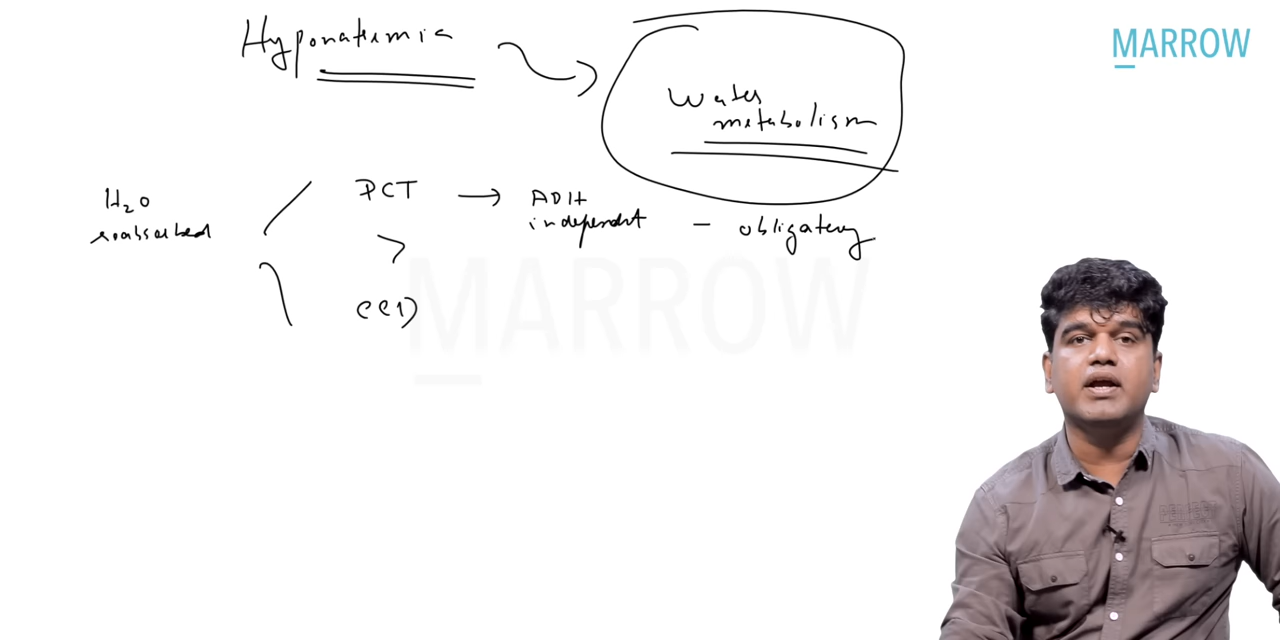 MARROW
Hyponatremia
Water
metabolism
H₂O
reabsorbed
PCT → ADH
independent - obligatory
>
CCD
MARROW